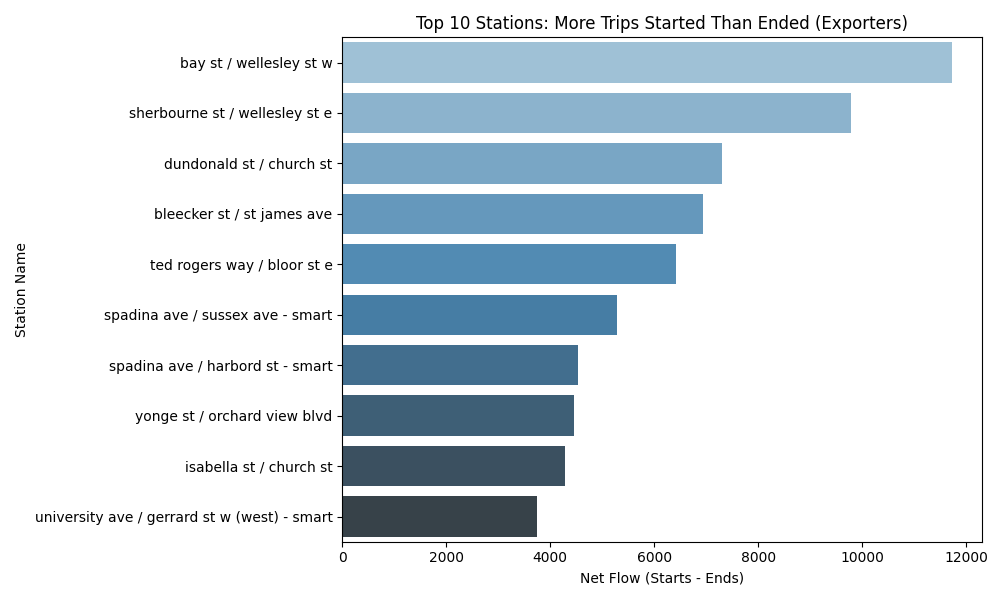 Top 10 Stations: More Trips Started Than Ended (Exporters)
Station Name
bay st / wellesley st w
sherbourne st / wellesley st e
dundonald st / church st
bleecker st / st james ave
ted rogers way / bloor st e
spadina ave / sussex ave - smart
spadina ave / harbord st - smart
yonge st / orchard view blvd
isabella st / church st
university ave / gerrard st w (west) - smart
0 2000 4000 6000 8000 10000 12000
Net Flow (Starts - Ends)